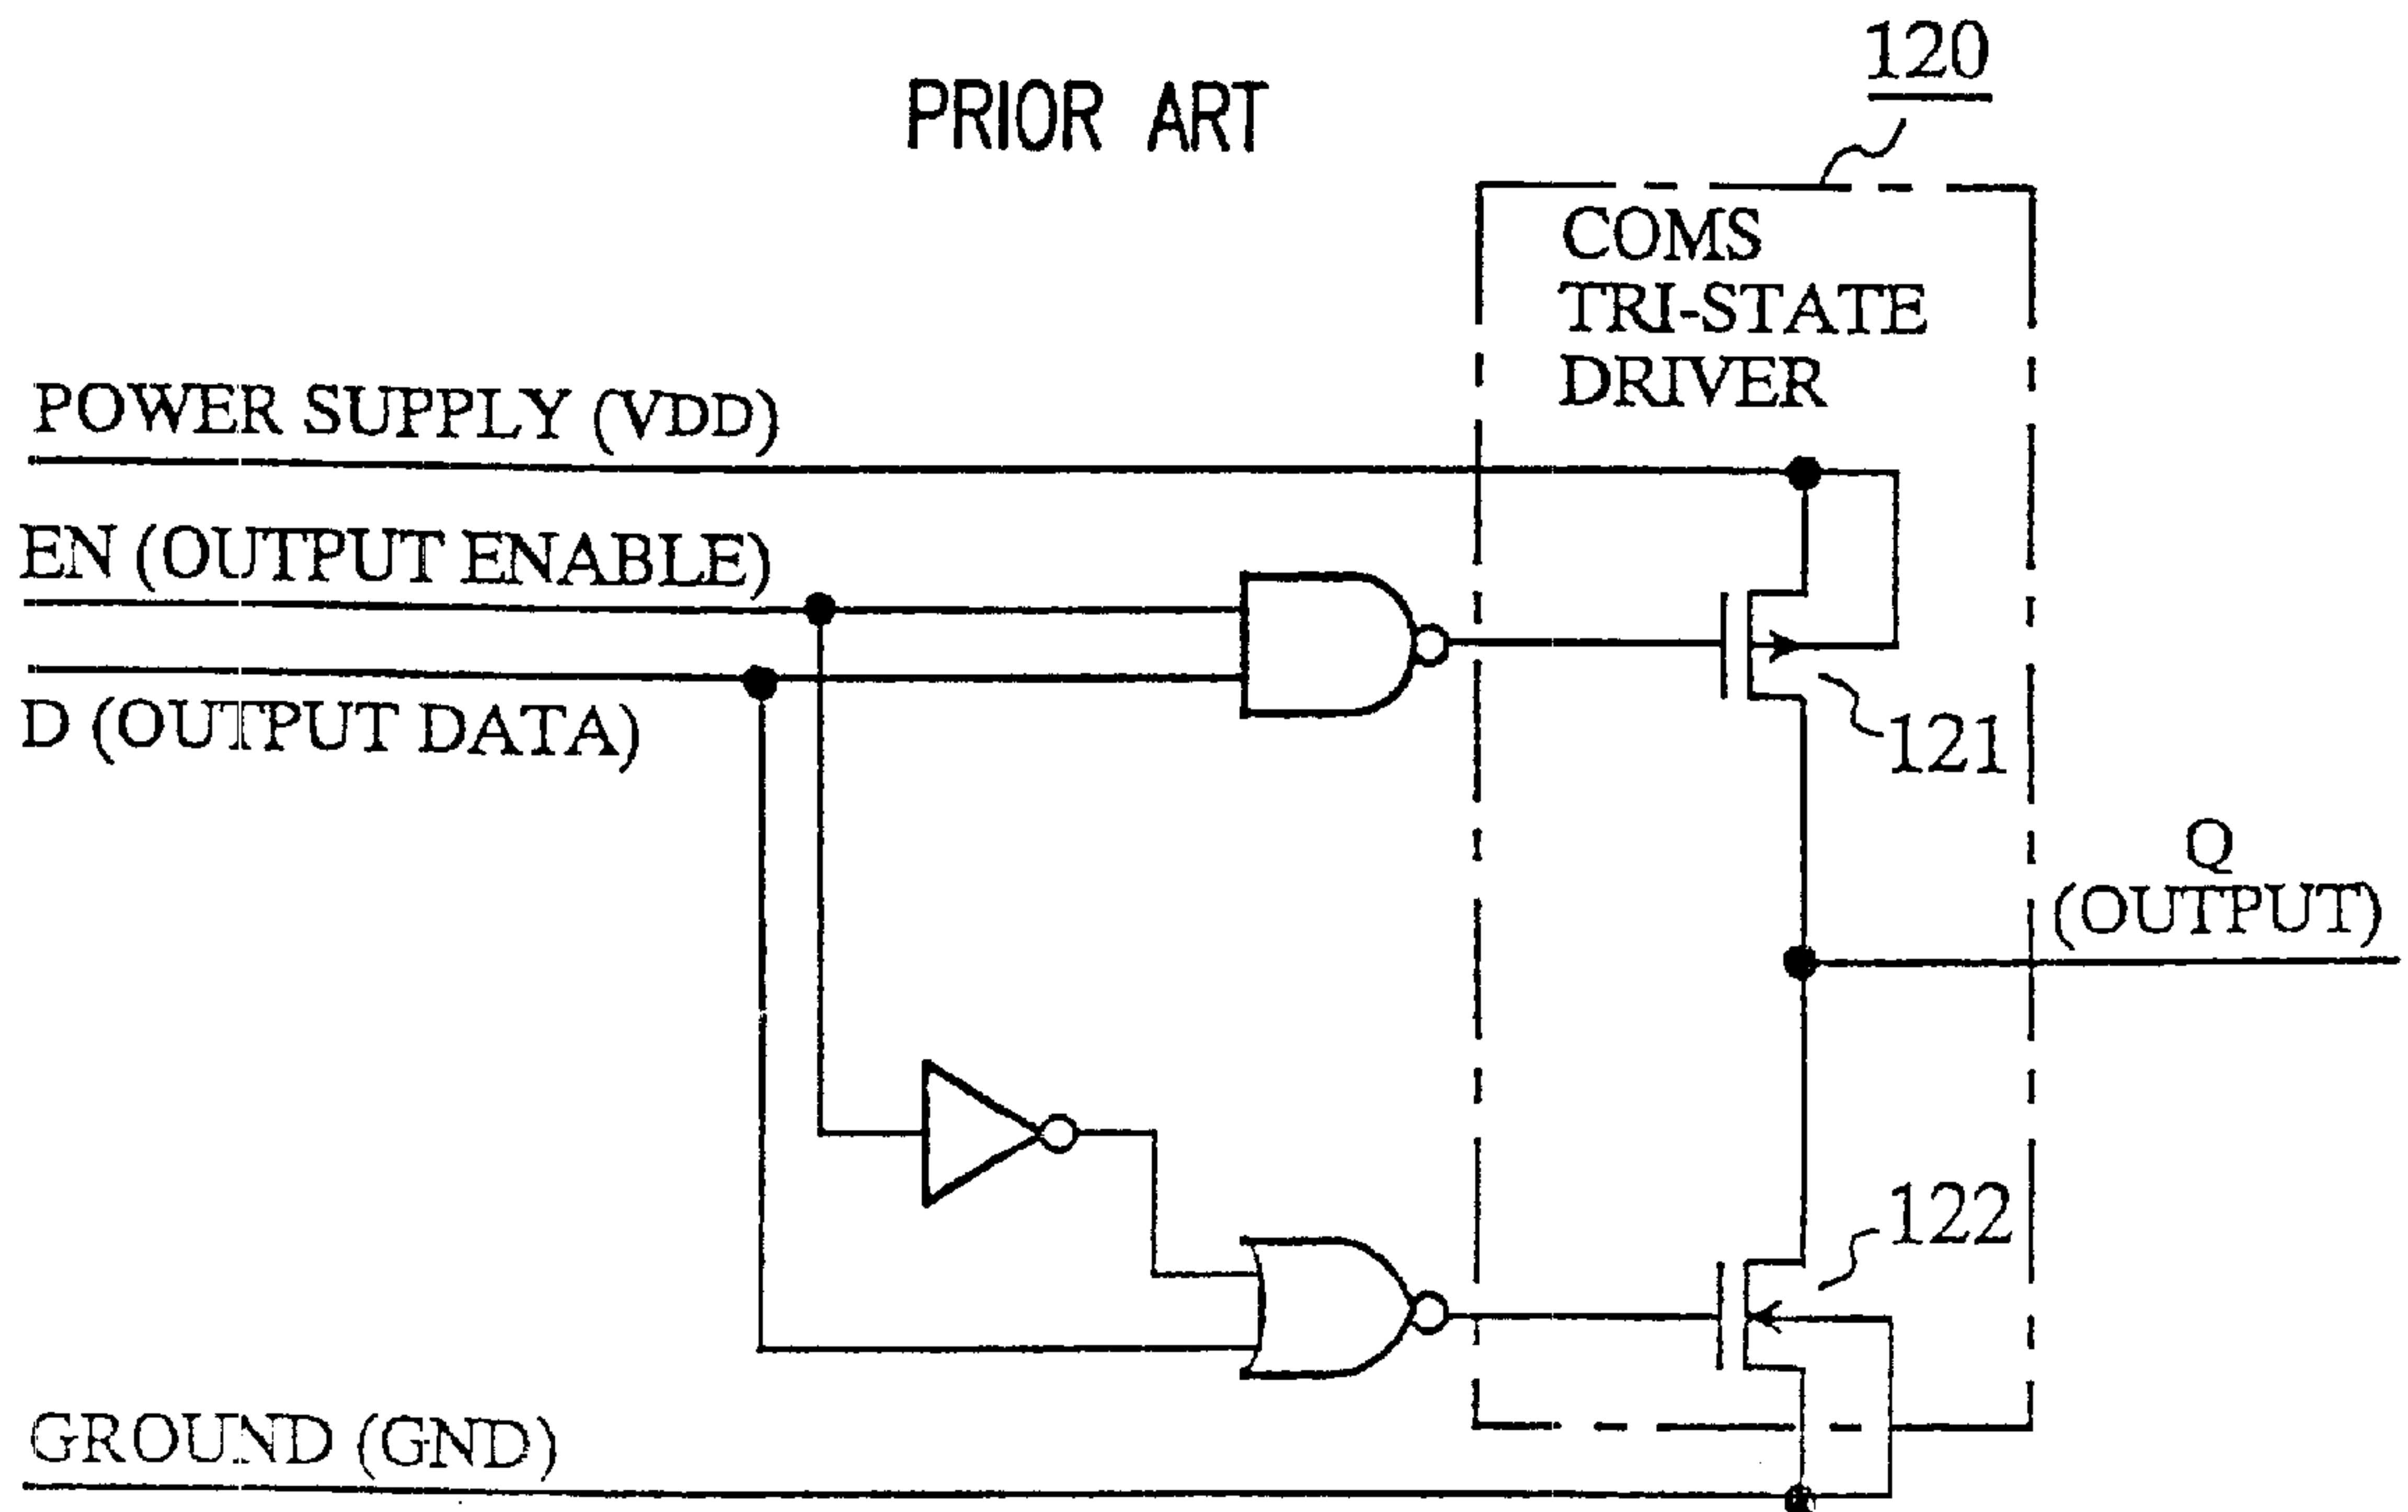 PRIOR ART
120
COMS
TRI-STATE
DRIVER
POWER SUPPLY (VDD)
EN (OUTPUT ENABLE)
D (OUTPUT DATA)
121
Q
(OUTPUT)
122
GROUND (GND)